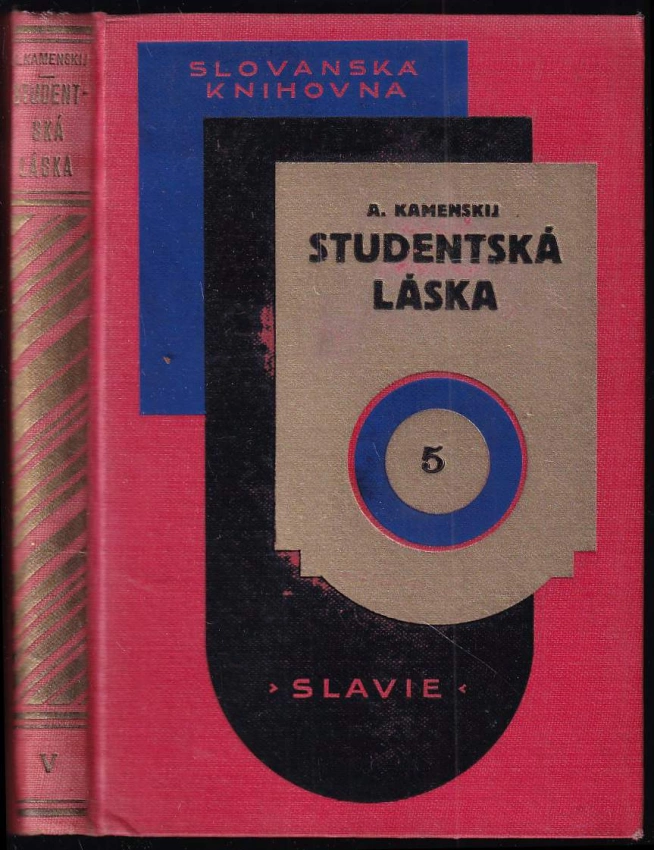 A. KAMENSKIJ
STUDENT-
SKÁ
LÁSKA
V
SLOVANSKÁ
KNIHOVNA
A. KAMENSKIJ
STUDENTSKÁ
LÁSKA
5
› SLAVIE ‹